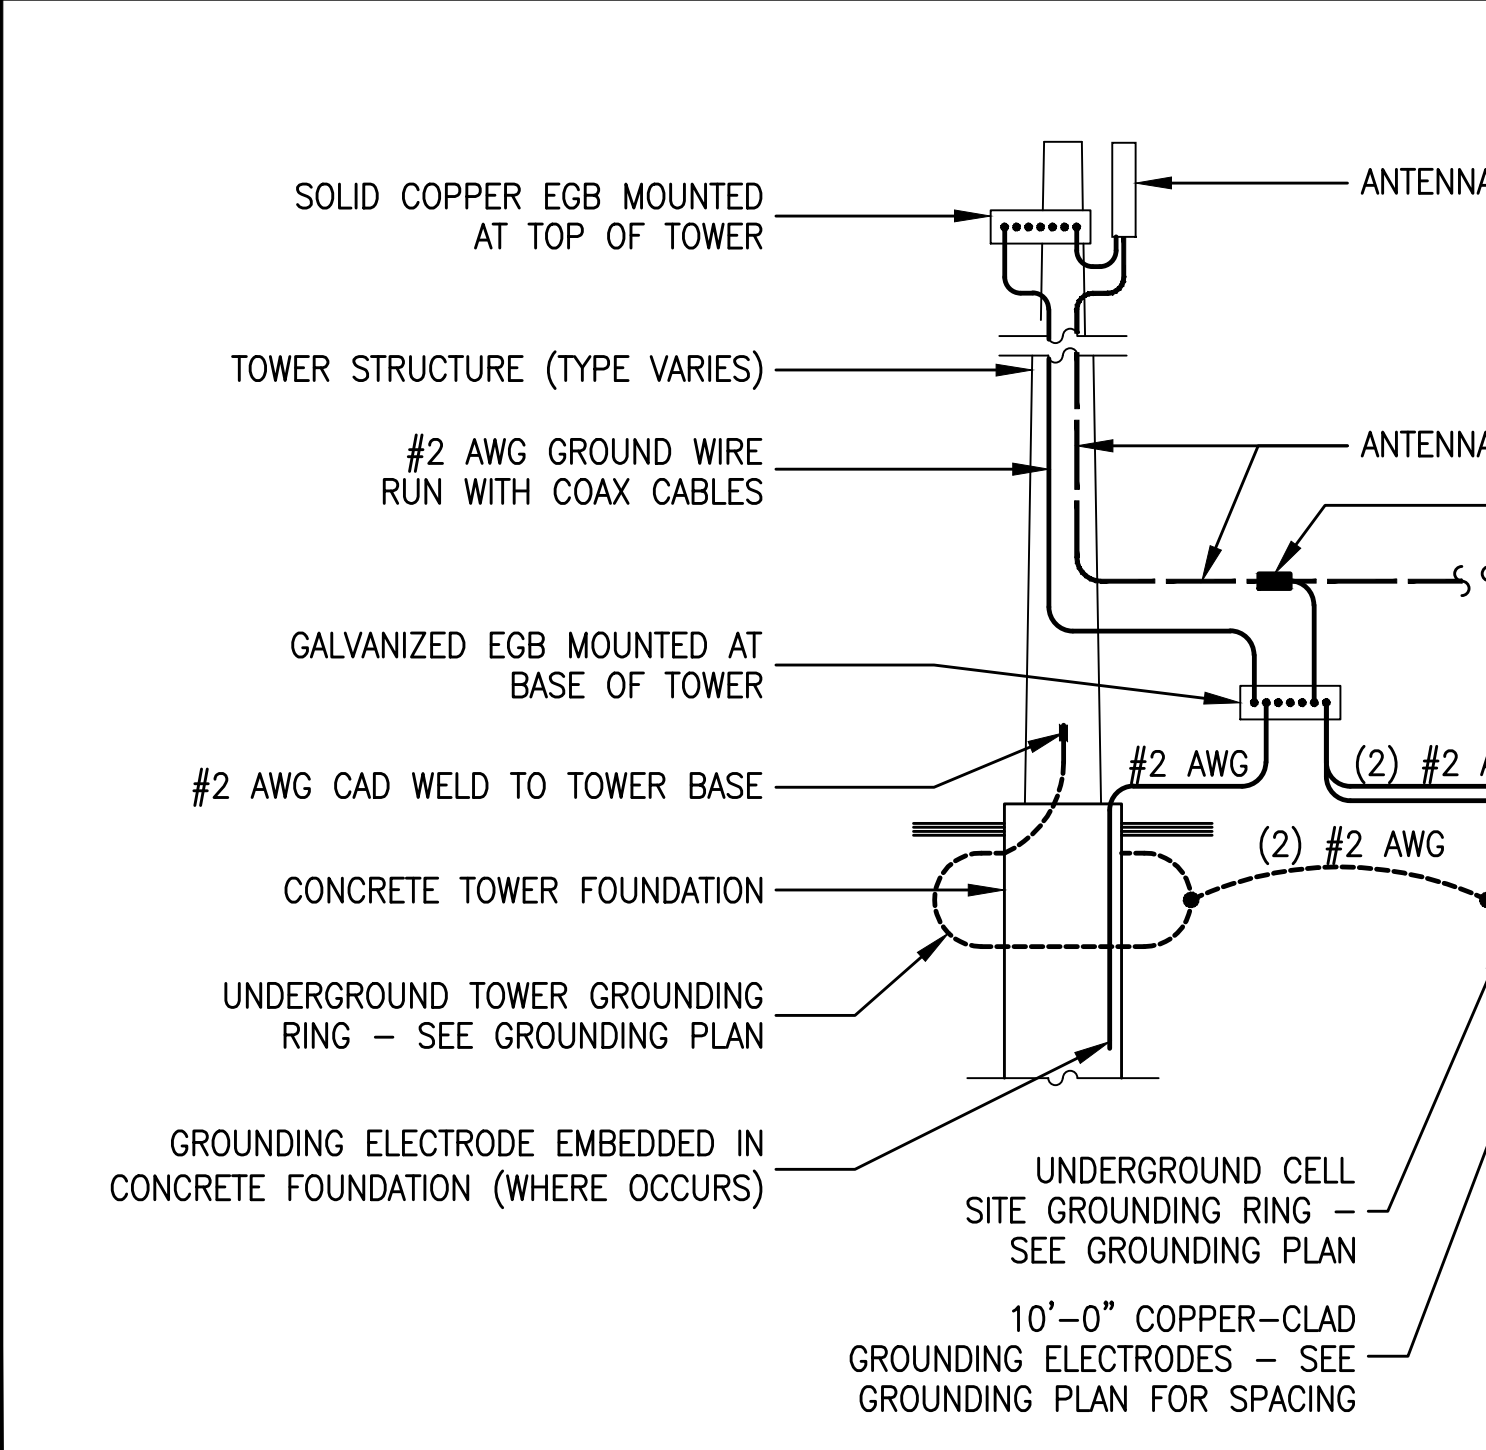 SOLID COPPER EGB MOUNTED
AT TOP OF TOWER
ANTENNA
TOWER STRUCTURE (TYPE VARIES)
#2 AWG GROUND WIRE
RUN WITH COAX CABLES
ANTENNA
GALVANIZED EGB MOUNTED AT
BASE OF TOWER
#2 AWG CAD WELD TO TOWER BASE
#2 AWG
(2) #2
(2) #2 AWG
CONCRETE TOWER FOUNDATION
UNDERGROUND TOWER GROUNDING
RING – SEE GROUNDING PLAN
GROUNDING ELECTRODE EMBEDDED IN
CONCRETE FOUNDATION (WHERE OCCURS)
UNDERGROUND CELL
SITE GROUNDING RING –
SEE GROUNDING PLAN
10'–0" COPPER–CLAD
GROUNDING ELECTRODES – SEE
GROUNDING PLAN FOR SPACING